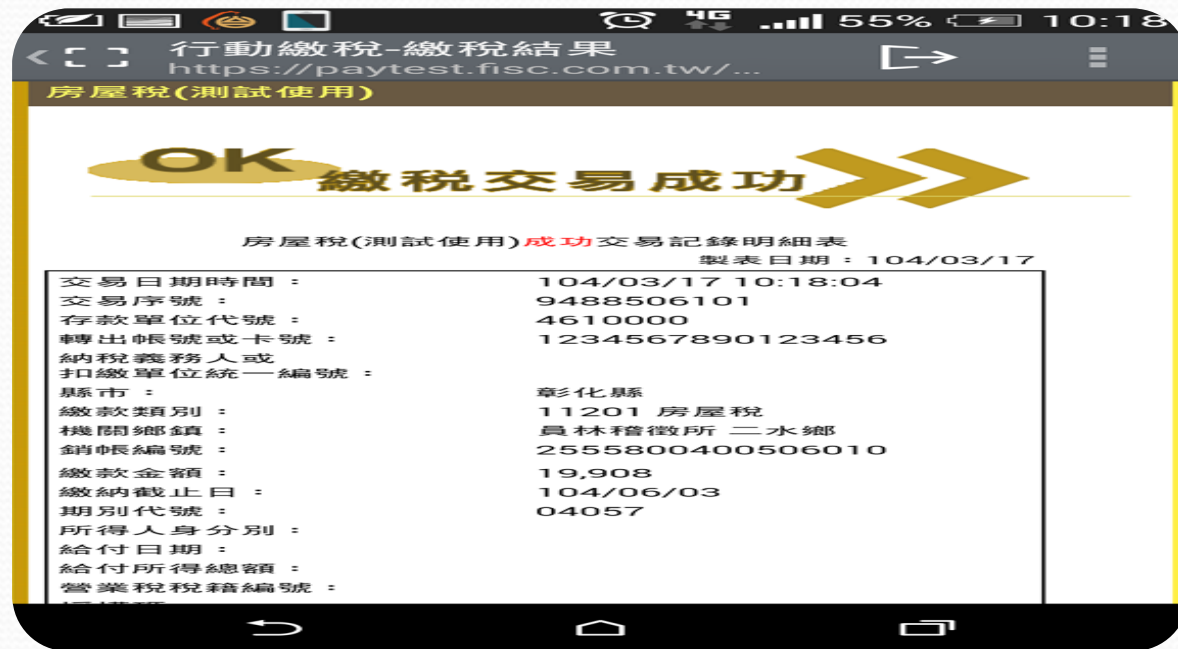 4G 55% 10:18
行動繳稅-繳稅結果
https://paytest.fisc.com.tw/...
房屋稅(測試使用)
OK 繳稅交易成功
房屋稅(測試使用)成功交易記錄明細表
製表日期：104/03/17
交易日期時間： 104/03/17 10:18:04
交易序號： 9488506101
存款單位代號： 4610000
轉出帳號或卡號： 1234567890123456
納稅義務人或
扣繳單位統一編號：
縣市： 彰化縣
繳款類別： 11201 房屋稅
機關鄉鎮： 員林稽徵所 二水鄉
銷帳編號： 2555800400506010
繳款金額： 19,908
繳納截止日： 104/06/03
期別代號： 04057
所得人身分別：
給付日期：
給付所得總額：
營業稅稅籍編號：